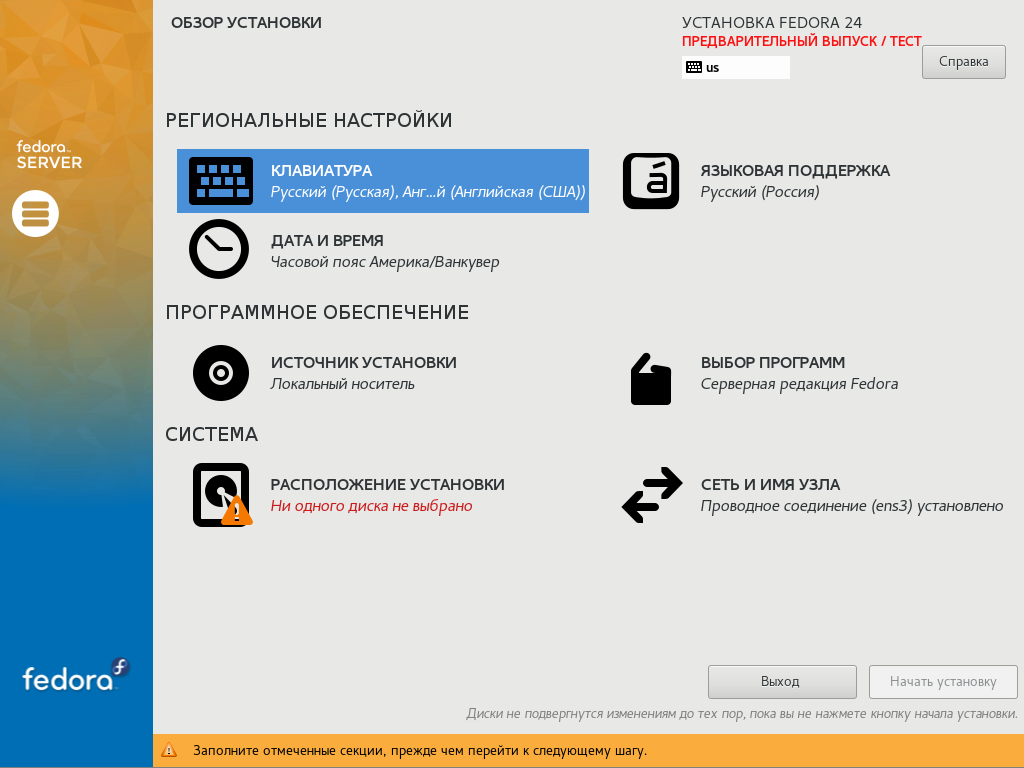 ОБЗОР УСТАНОВКИ
УСТАНОВКА FEDORA 24
ПРЕДВАРИТЕЛЬНЫЙ ВЫПУСК / ТЕСТ
us
Справка
fedora
SERVER
РЕГИОНАЛЬНЫЕ НАСТРОЙКИ
КЛАВИАТУРА
Русский (Русская), Анг...й (Английская (США))
ЯЗЫКОВАЯ ПОДДЕРЖКА
Русский (Россия)
ДАТА И ВРЕМЯ
Часовой пояс Америка/Ванкувер
ПРОГРАММНОЕ ОБЕСПЕЧЕНИЕ
ИСТОЧНИК УСТАНОВКИ
Локальный носитель
ВЫБОР ПРОГРАММ
Серверная редакция Fedora
СИСТЕМА
РАСПОЛОЖЕНИЕ УСТАНОВКИ
Ни одного диска не выбрано
СЕТЬ И ИМЯ УЗЛА
Проводное соединение (ens3) установлено
fedora
Выход
Начать установку
Диски не подвергнутся изменениям до тех пор, пока вы не нажмете кнопку начала установки.
Заполните отмеченные секции, прежде чем перейти к следующему шагу.